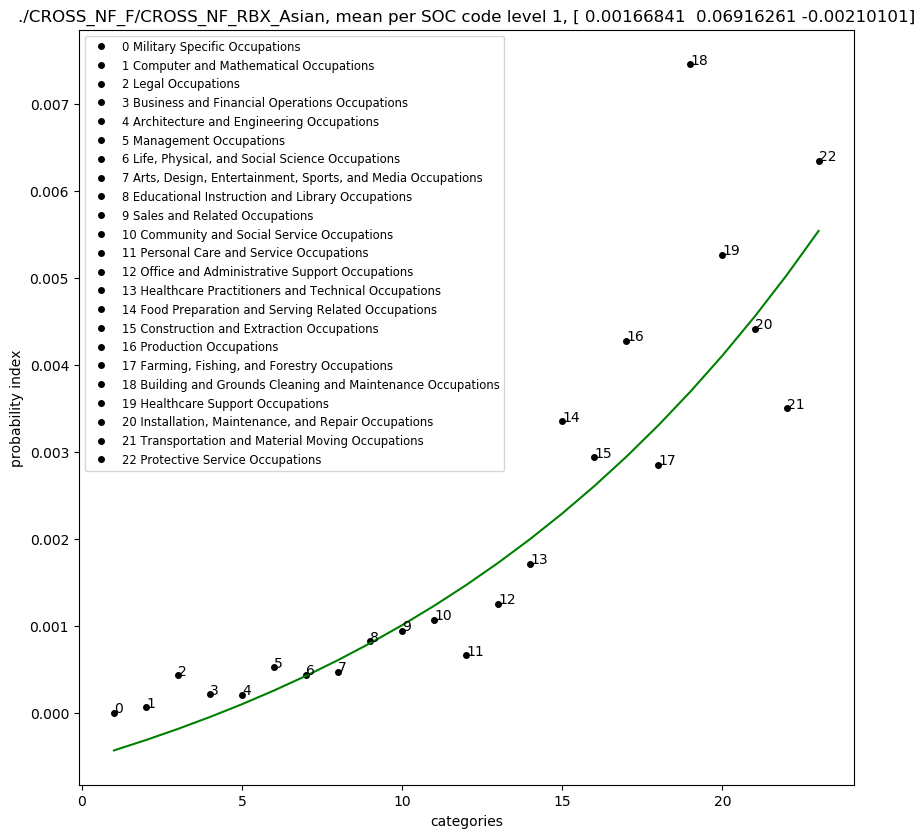 ./CROSS_NF_F/CROSS_NF_RBX_Asian, mean per SOC code level 1, [ 0.00166841  0.06916261 -0.00210101]
0 Military Specific Occupations
1 Computer and Mathematical Occupations
2 Legal Occupations
3 Business and Financial Operations Occupations
4 Architecture and Engineering Occupations
5 Management Occupations
6 Life, Physical, and Social Science Occupations
7 Arts, Design, Entertainment, Sports, and Media Occupations
8 Educational Instruction and Library Occupations
9 Sales and Related Occupations
10 Community and Social Service Occupations
11 Personal Care and Service Occupations
12 Office and Administrative Support Occupations
13 Healthcare Practitioners and Technical Occupations
14 Food Preparation and Serving Related Occupations
15 Construction and Extraction Occupations
16 Production Occupations
17 Farming, Fishing, and Forestry Occupations
18 Building and Grounds Cleaning and Maintenance Occupations
19 Healthcare Support Occupations
20 Installation, Maintenance, and Repair Occupations
21 Transportation and Material Moving Occupations
22 Protective Service Occupations
probability index
0.007
0.006
0.005
0.004
0.003
0.002
0.001
0.000
0
1
2
3
4
5
6
7
8
9
10
11
12
13
14
15
16
17
18
19
20
21
22
0
5
10
15
20
categories